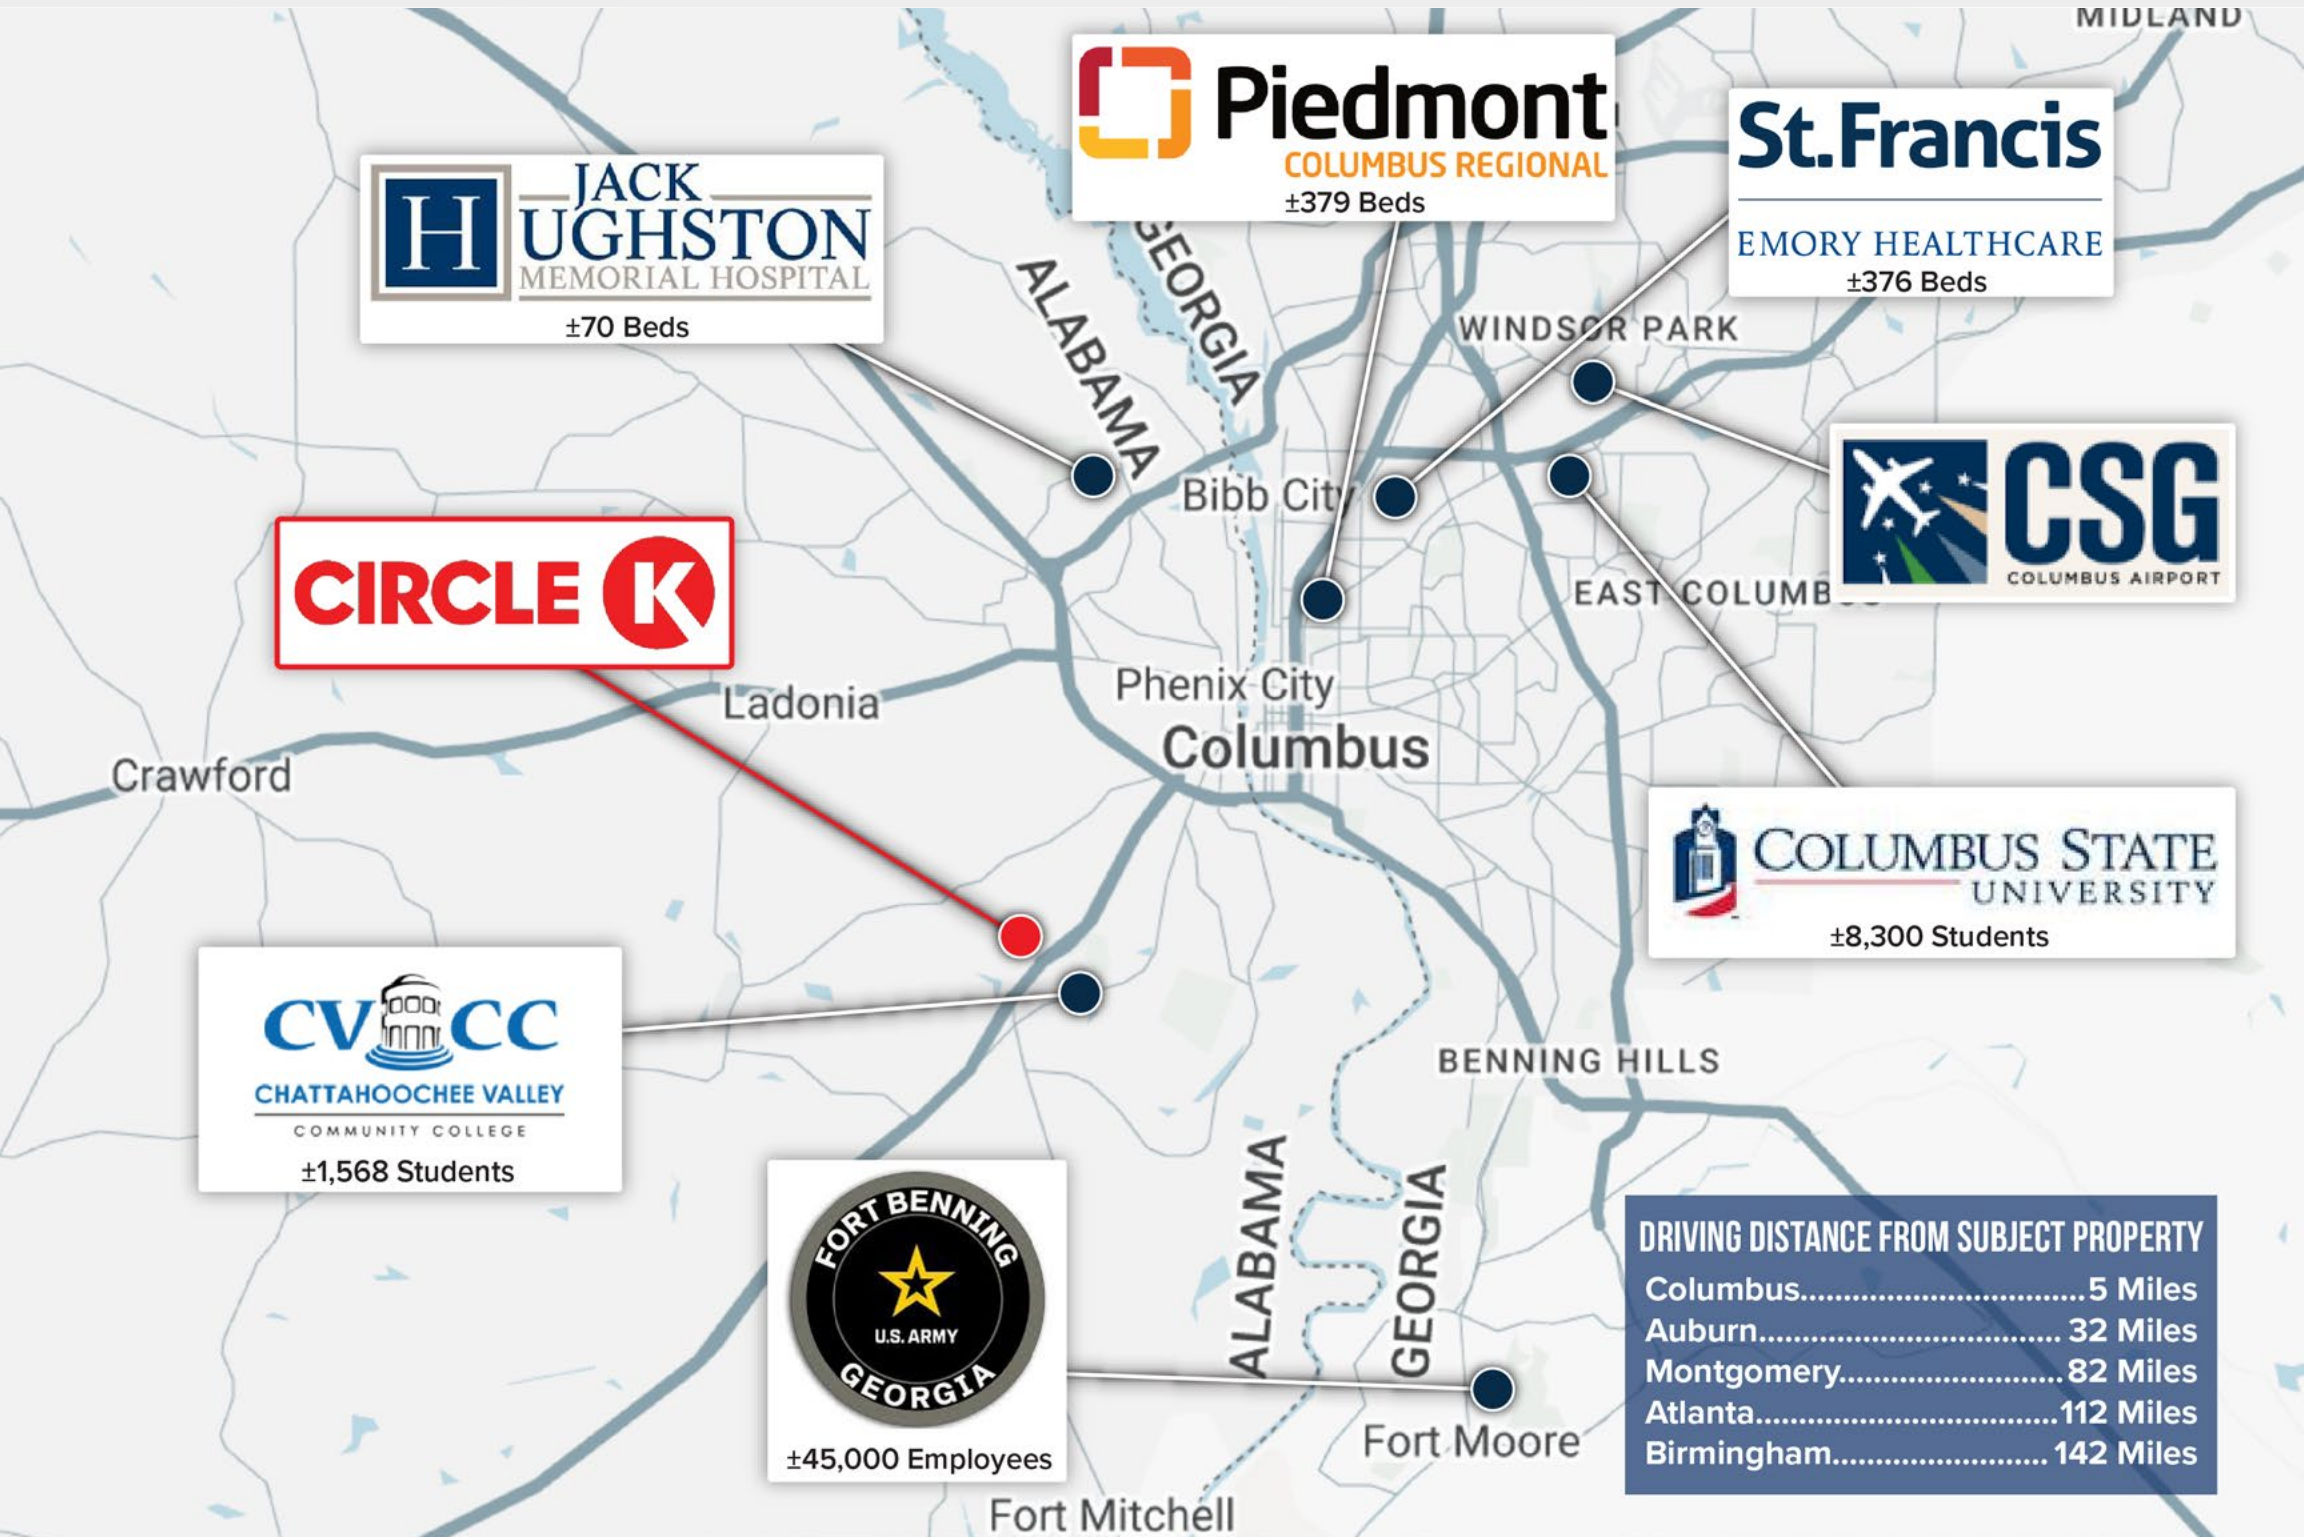 MIDLAND
Piedmont
COLUMBUS REGIONAL
±379 Beds
St.Francis
EMORY HEALTHCARE
±376 Beds
JACK
HUGHSTON
MEMORIAL HOSPITAL
±70 Beds
GEORGIA
ALABAMA
WINDSOR PARK
Bibb City
CSG
COLUMBUS AIRPORT
CIRCLE K
EAST COLUMBUS
Phenix City
Ladonia
Columbus
Crawford
COLUMBUS STATE
UNIVERSITY
±8,300 Students
CV CC
CHATTAHOOCHEE VALLEY
COMMUNITY COLLEGE
±1,568 Students
BENNING HILLS
FORT BENNING
U.S. ARMY
GEORGIA
±45,000 Employees
ALABAMA
GEORGIA
Fort Moore
Fort Mitchell
DRIVING DISTANCE FROM SUBJECT PROPERTY
Columbus.................................5 Miles
Auburn................................... 32 Miles
Montgomery..........................82 Miles
Atlanta...................................112 Miles
Birmingham......................... 142 Miles